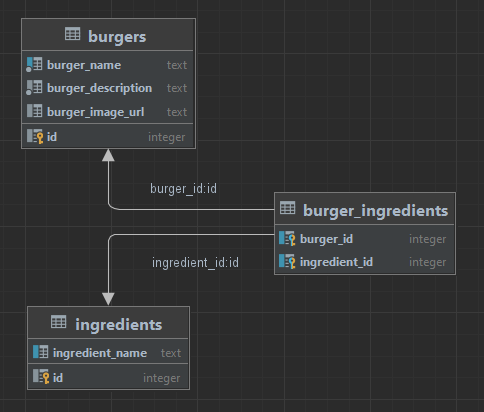 burgers
burger_name text
burger_description text
burger_image_url text
id integer
burger_id:id
burger_ingredients
burger_id integer
ingredient_id integer
ingredient_id:id
ingredients
ingredient_name text
id integer